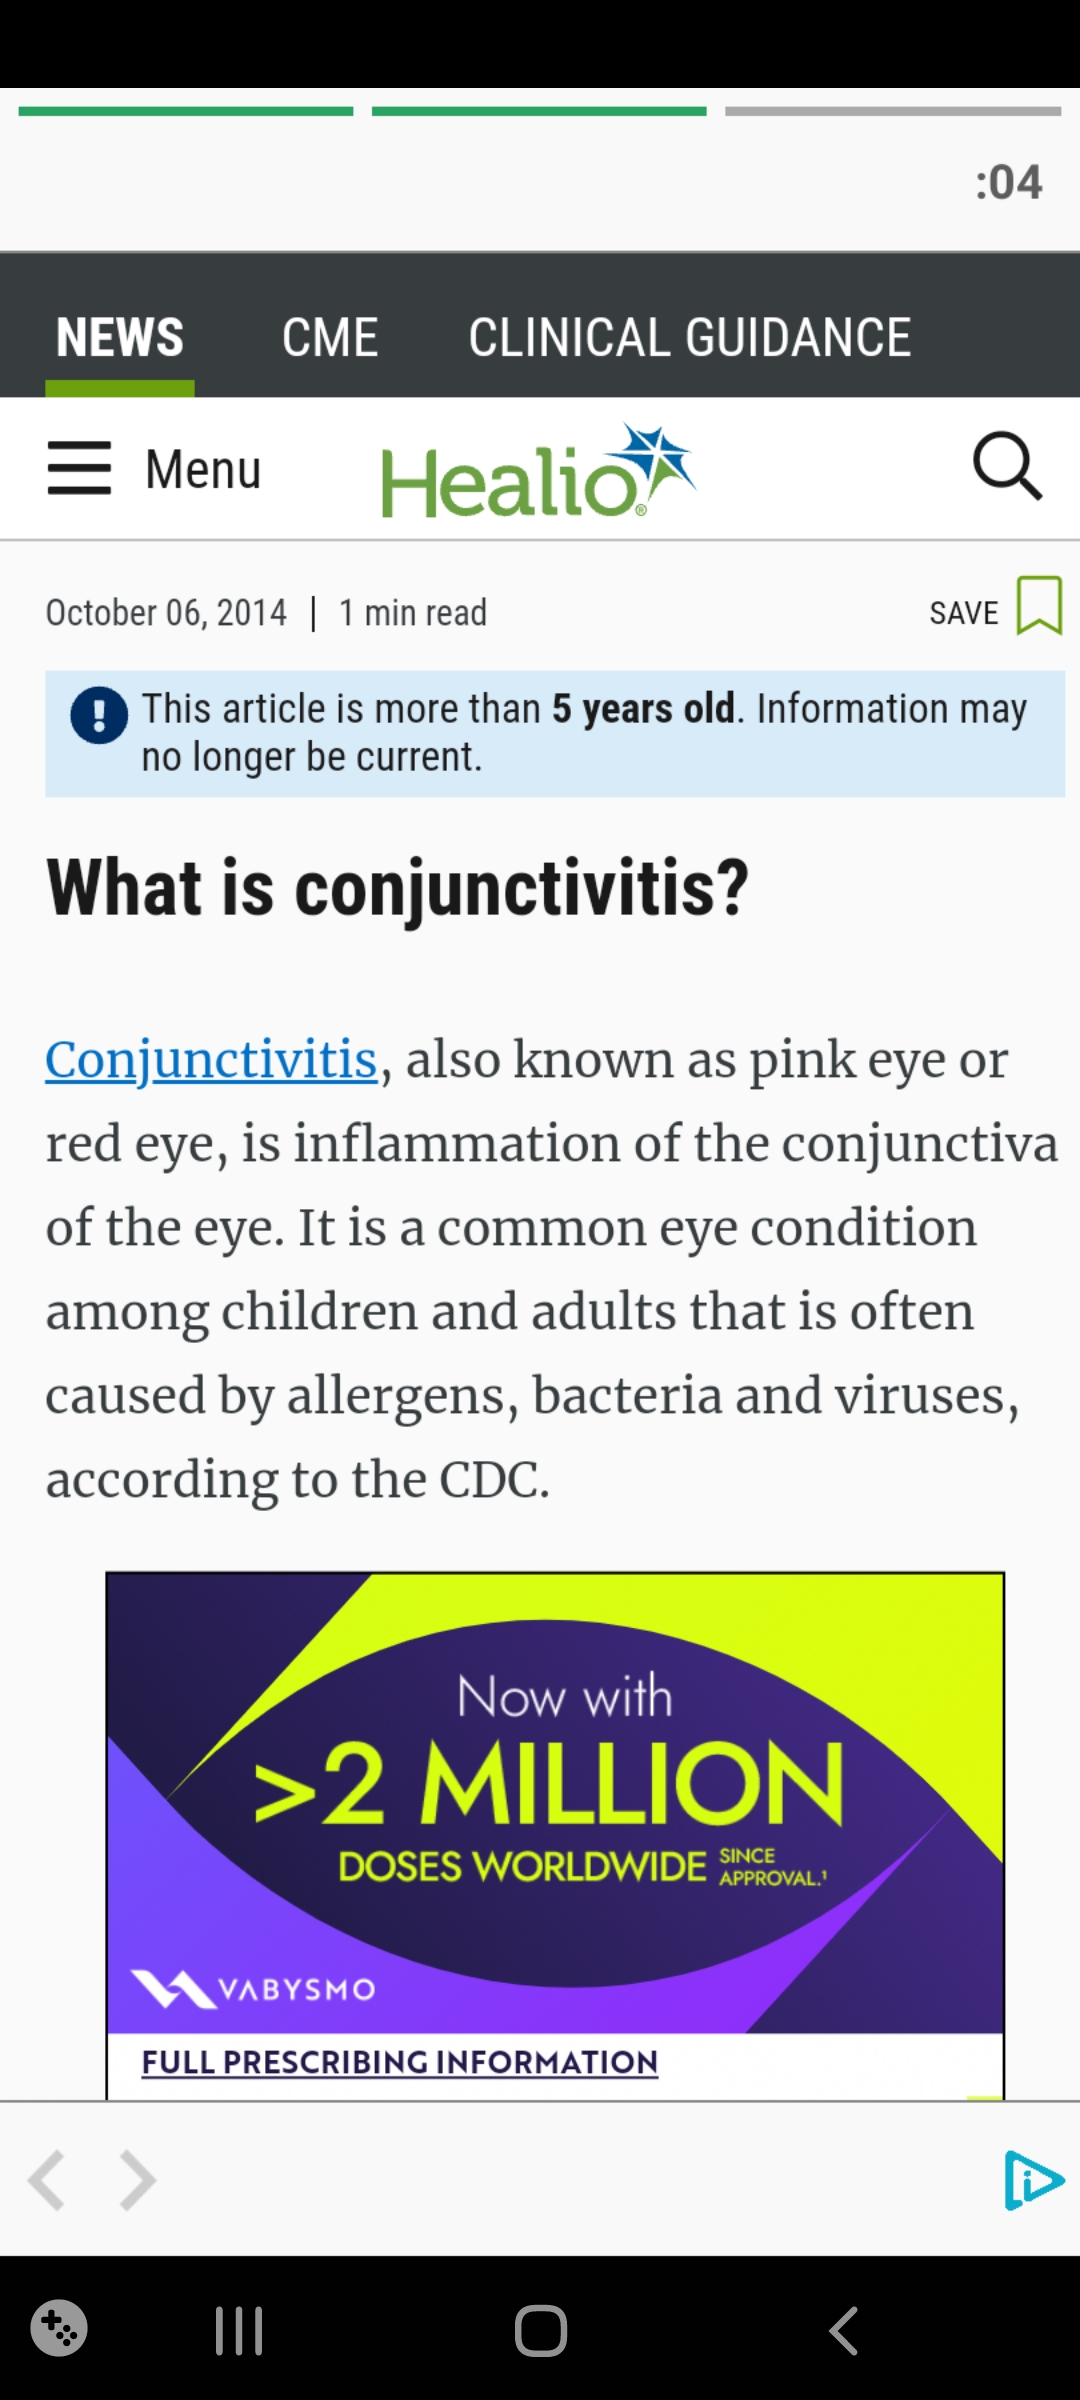 :04
NEWS CME CLINICAL GUIDANCE
Menu Healio®
October 06, 2014 | 1 min read SAVE
This article is more than 5 years old. Information may
no longer be current.
What is conjunctivitis?
Conjunctivitis, also known as pink eye or
red eye, is inflammation of the conjunctiva
of the eye. It is a common eye condition
among children and adults that is often
caused by allergens, bacteria and viruses,
according to the CDC.
Now with
>2 MILLION
DOSES WORLDWIDE SINCE
APPROVAL.¹
VABYSMO
FULL PRESCRIBING INFORMATION